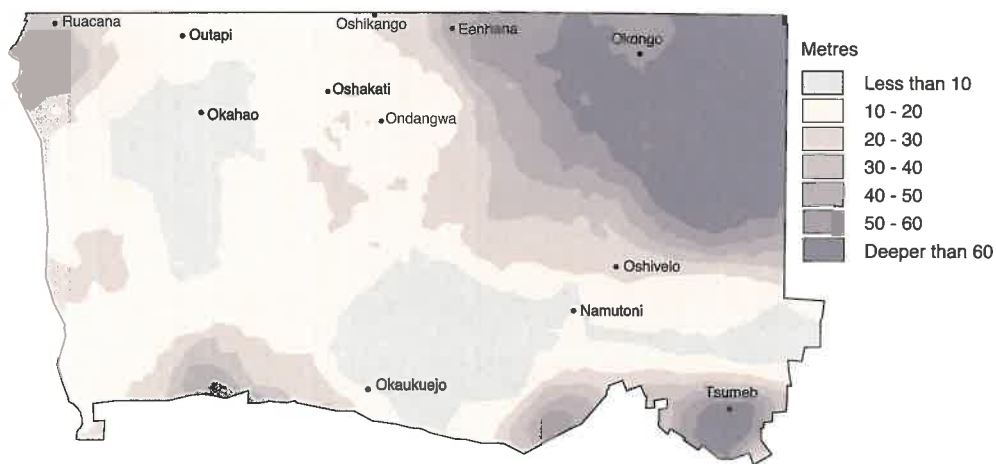 Ruacana
Outapi
Oshikango
Eenhana
Okongo
Oshakati
Okahao
Ondangwa
Oshivelo
Namutoni
Okaukuejo
Tsumeb
Metres
Less than 10
10 - 20
20 - 30
30 - 40
40 - 50
50 - 60
Deeper than 60